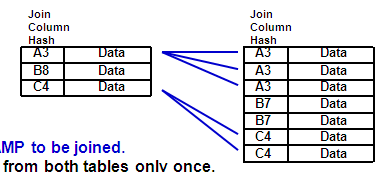 Join
Column
Hash
A3 Data
B8 Data
C4 Data
Join
Column
Hash
A3 Data
A3 Data
A3 Data
B7 Data
B7 Data
C4 Data
C4 Data
MP to be joined.
from both tables only once.